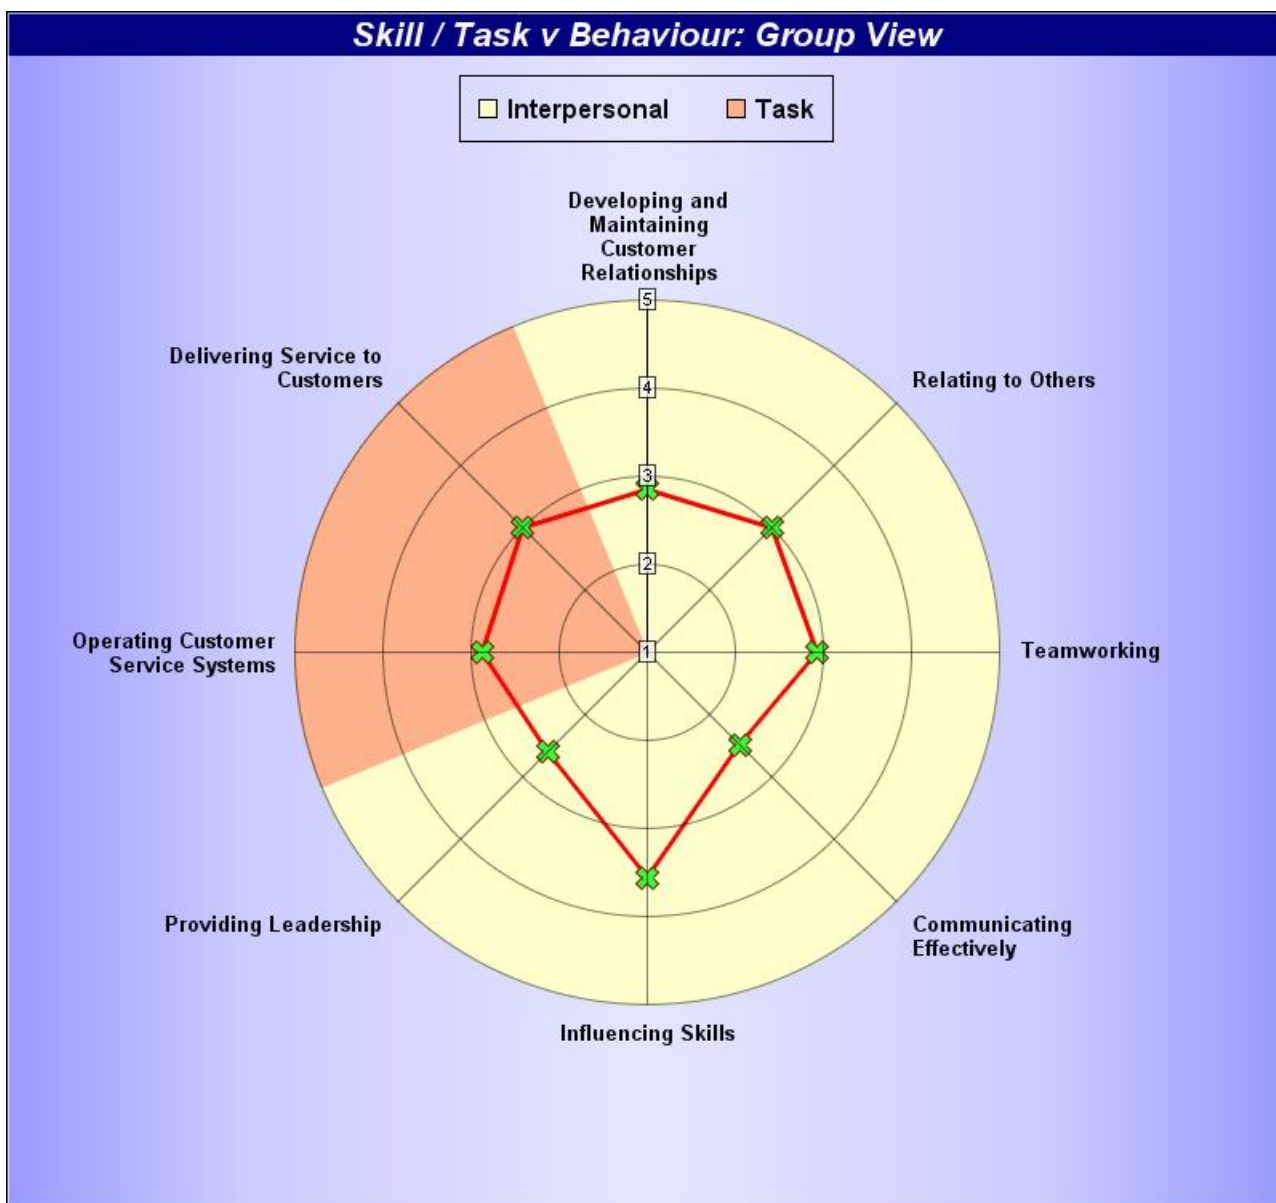 Skill / Task v Behaviour: Group View
Interpersonal
Task
Developing and
Maintaining
Customer
Relationships
5
Delivering Service to
Customers
Relating to Others
4
3
2
Operating Customer
Service Systems
1
Teamworking
Providing Leadership
Communicating
Effectively
Influencing Skills